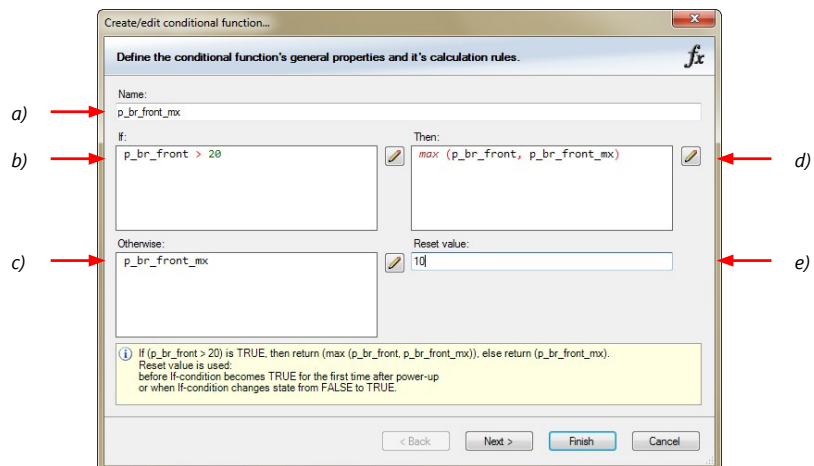 Create/edit conditional function...
Define the conditional function's general properties and it's calculation rules.
fx
Name:
a)
p_br_front_mx
If:
Then:
b)
p_br_front > 20
max (p_br_front, p_br_front_mx)
d)
Otherwise:
Reset value:
c)
p_br_front_mx
10
e)
If (p_br_front > 20) is TRUE, then return (max (p_br_front, p_br_front_mx)), else return (p_br_front_mx).
Reset value is used:
before If-condition becomes TRUE for the first time after power-up
or when If-condition changes state from FALSE to TRUE.
< Back
Next >
Finish
Cancel